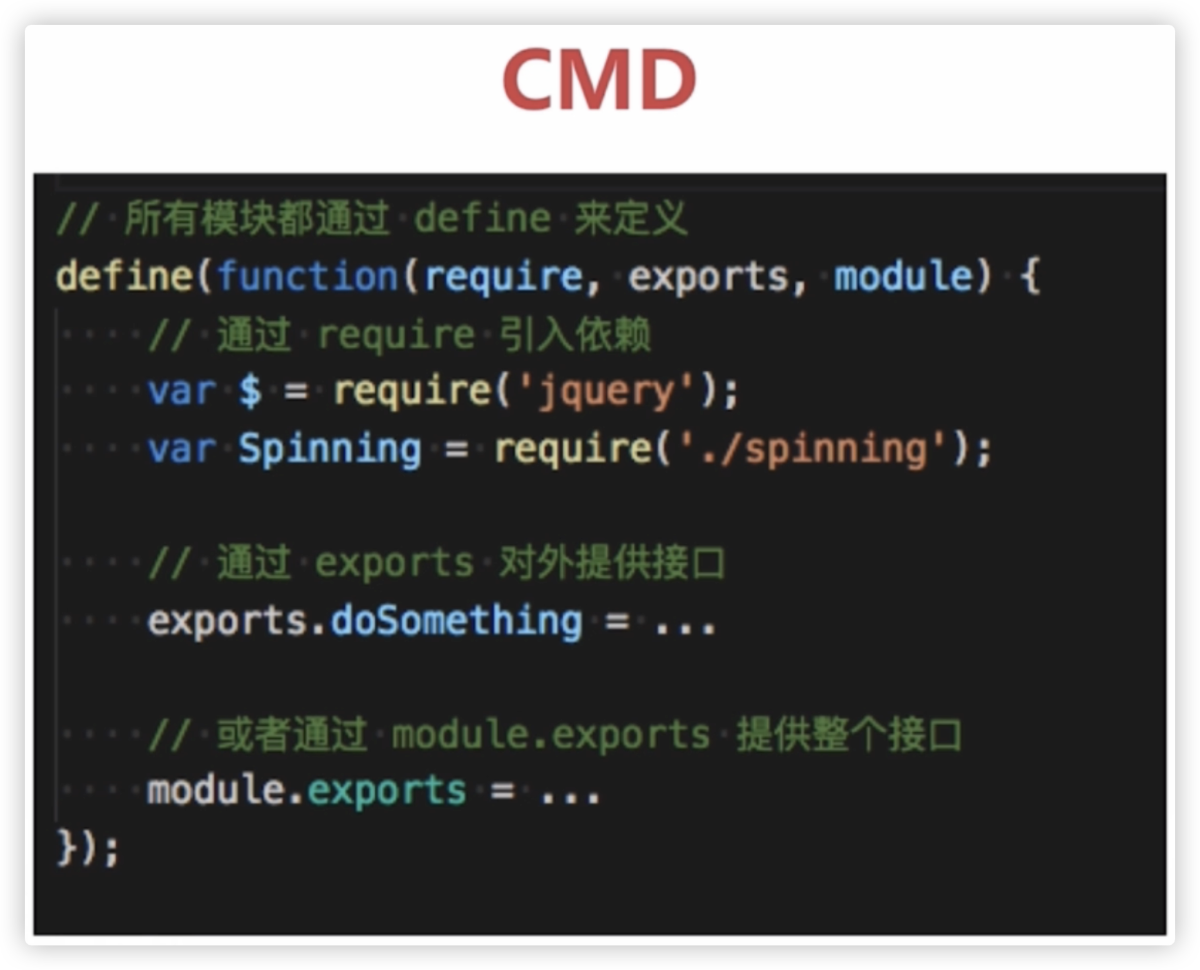 CMD
// 所有模块都通过 define 来定义
define(function(require, exports, module) {
    // 通过 require 引入依赖
    var $ = require('jquery');
    var Spinning = require('./spinning');
    // 通过 exports 对外提供接口
    exports.doSomething = ...
    // 或者通过 module.exports 提供整个接口
    module.exports = ...
});